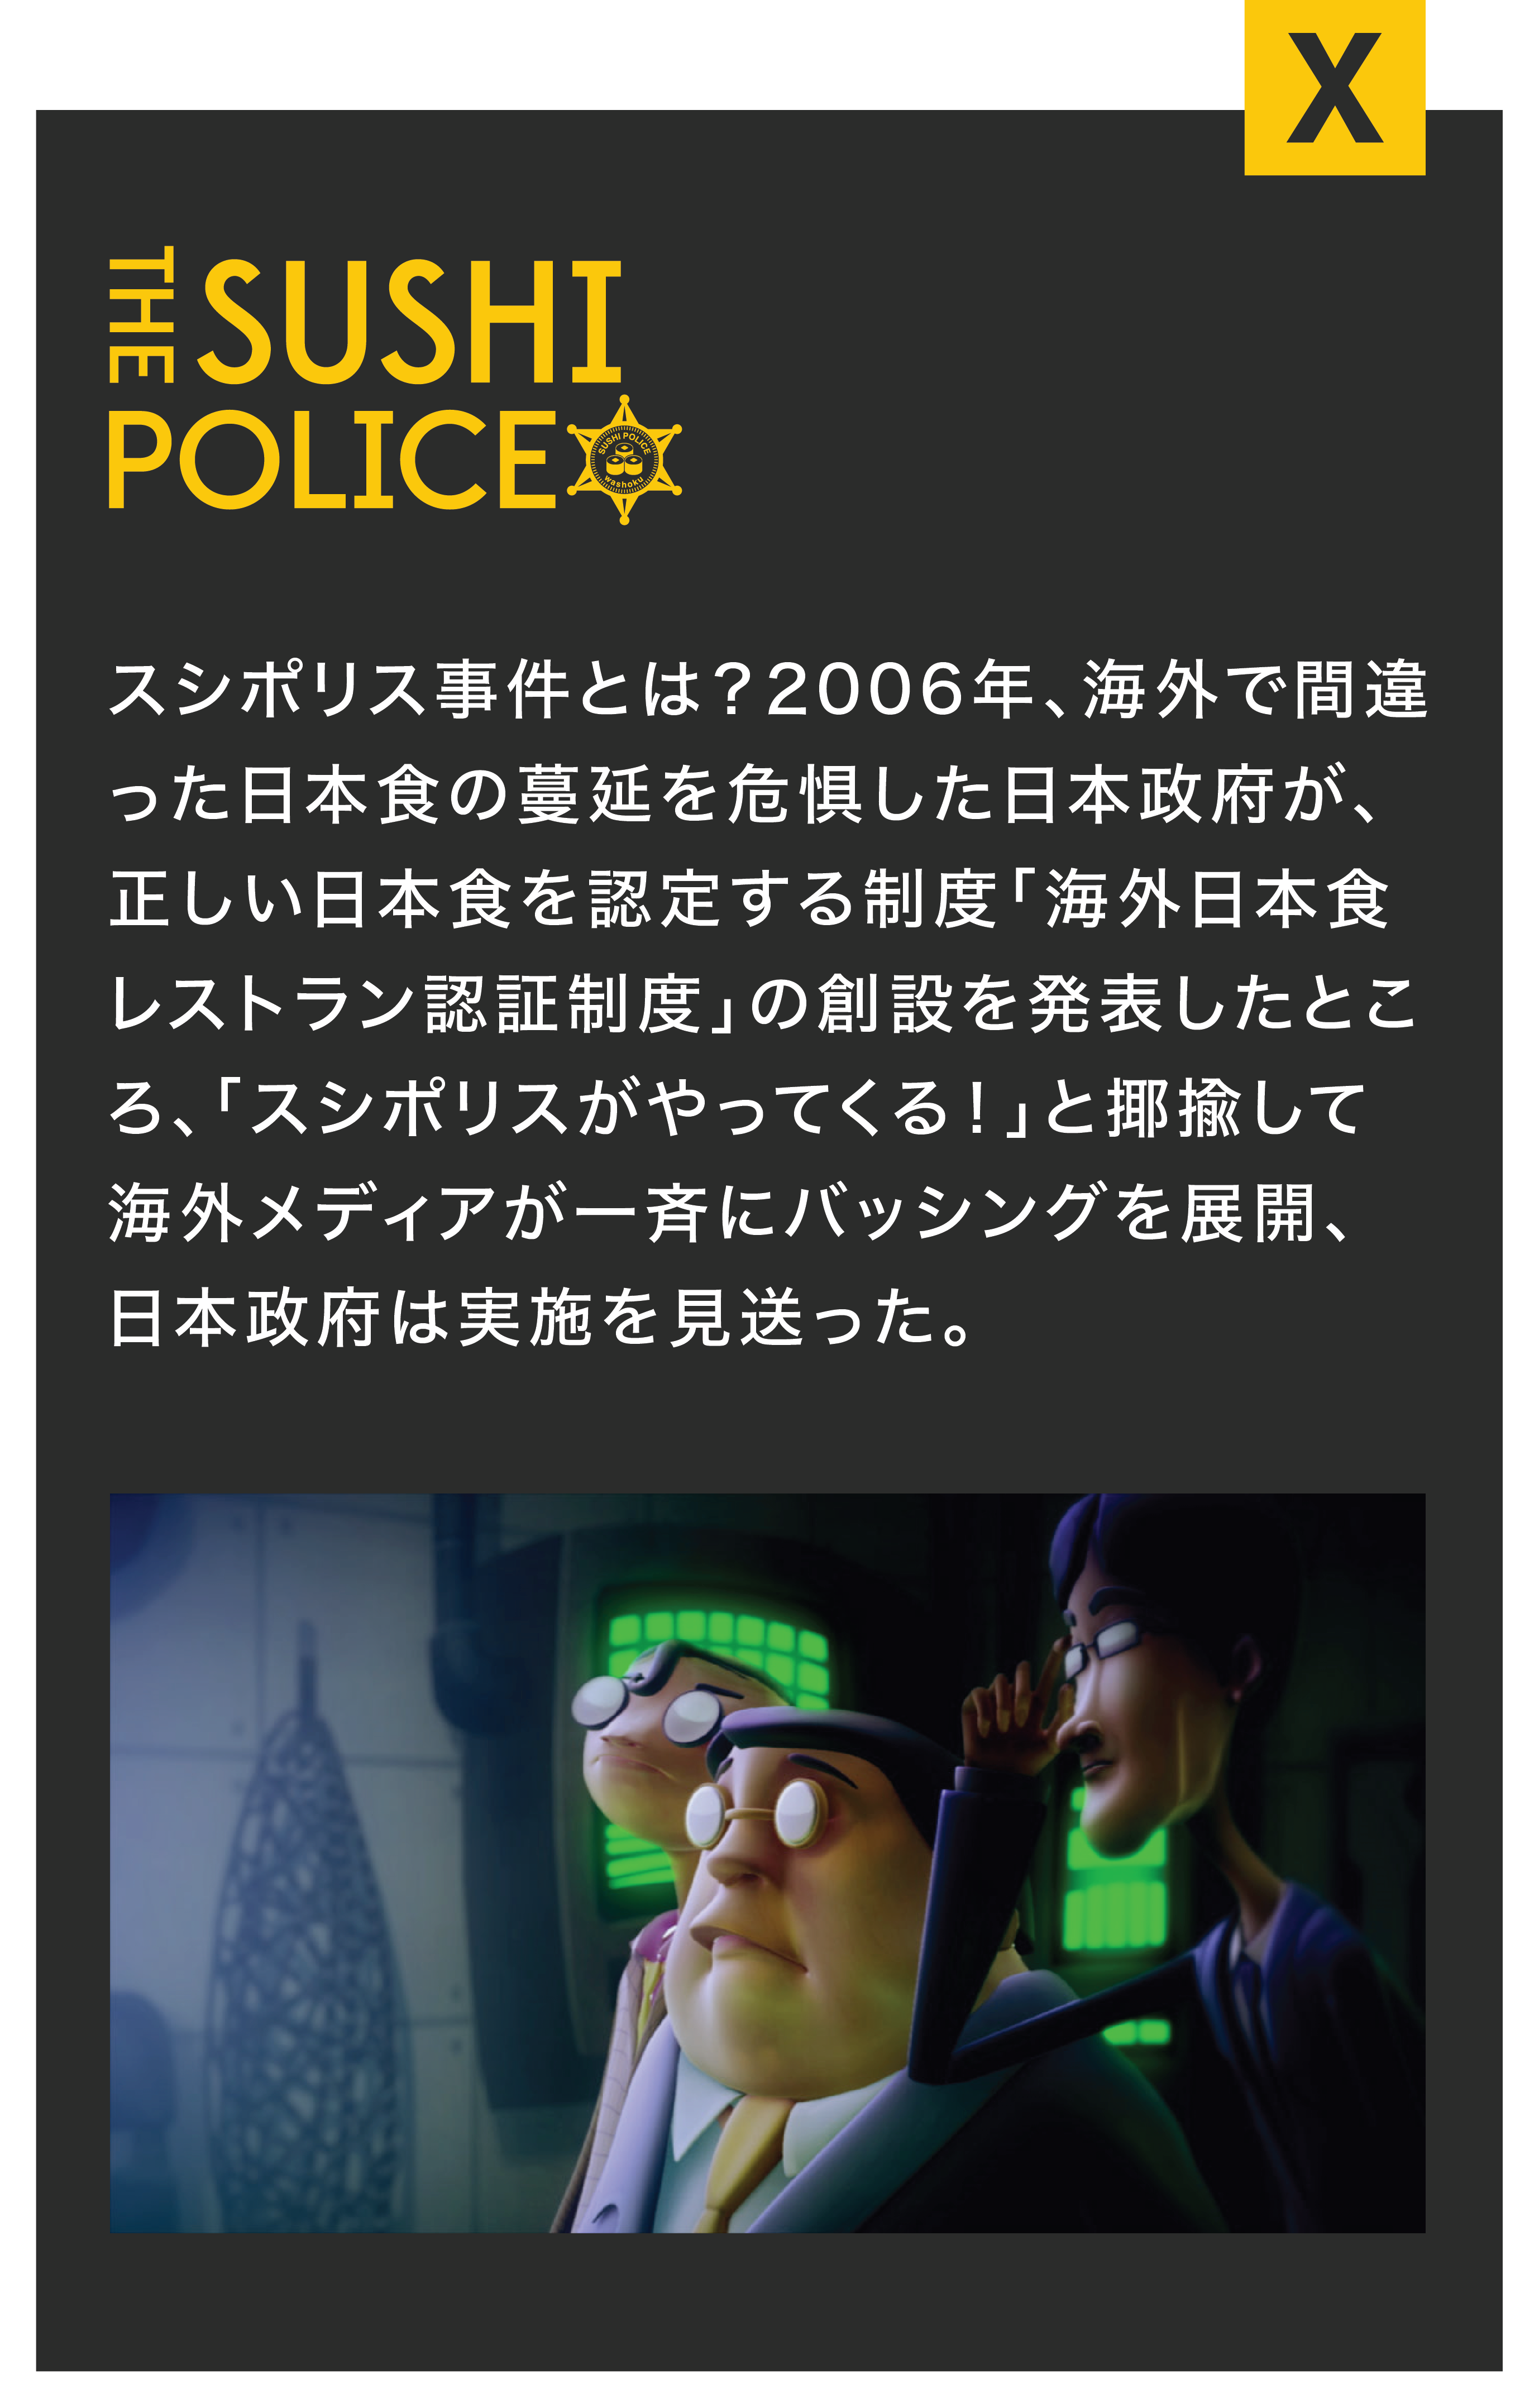 X
THE SUSHI
POLICE
SUSHI POLICE
washoku
スシポリス事件とは？2006年、海外で間違
った日本食の蔓延を危惧した日本政府が、
正しい日本食を認定する制度「海外日本食
レストラン認証制度」の創設を発表したとこ
ろ、「スシポリスがやってくる！」と揶揄して
海外メディアが一斉にバッシングを展開、
日本政府は実施を見送った。